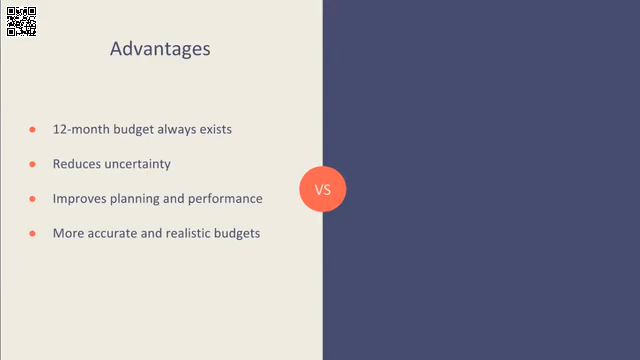 Advantages
12-month budget always exists
Reduces uncertainty
Improves planning and performance
More accurate and realistic budgets
VS